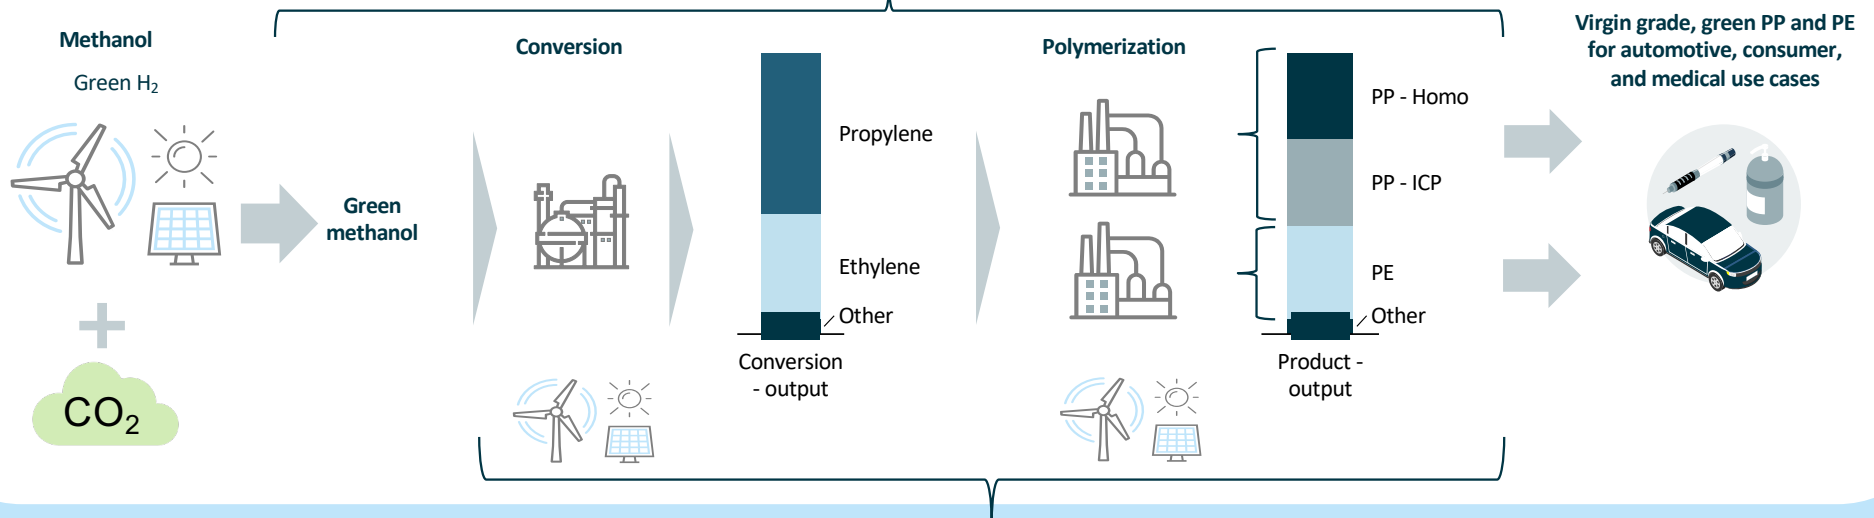 Methanol
Green H₂
CO₂
Green
methanol
Conversion
Propylene
Ethylene
Other
Conversion
- output
Polymerization
PP - Homo
PP - ICP
PE
Other
Product -
output
Virgin grade, green PP and PE
for automotive, consumer,
and medical use cases